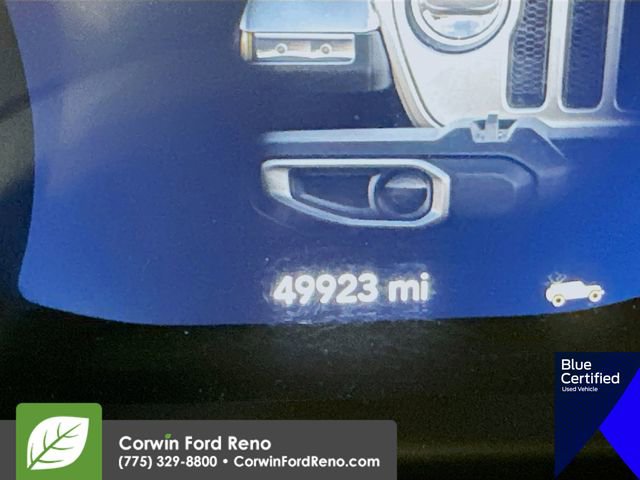 49923 mi
Blue
Certified
Used Vehicle
Corwin Ford Reno
(775) 329-8800 • CorwinFordReno.com